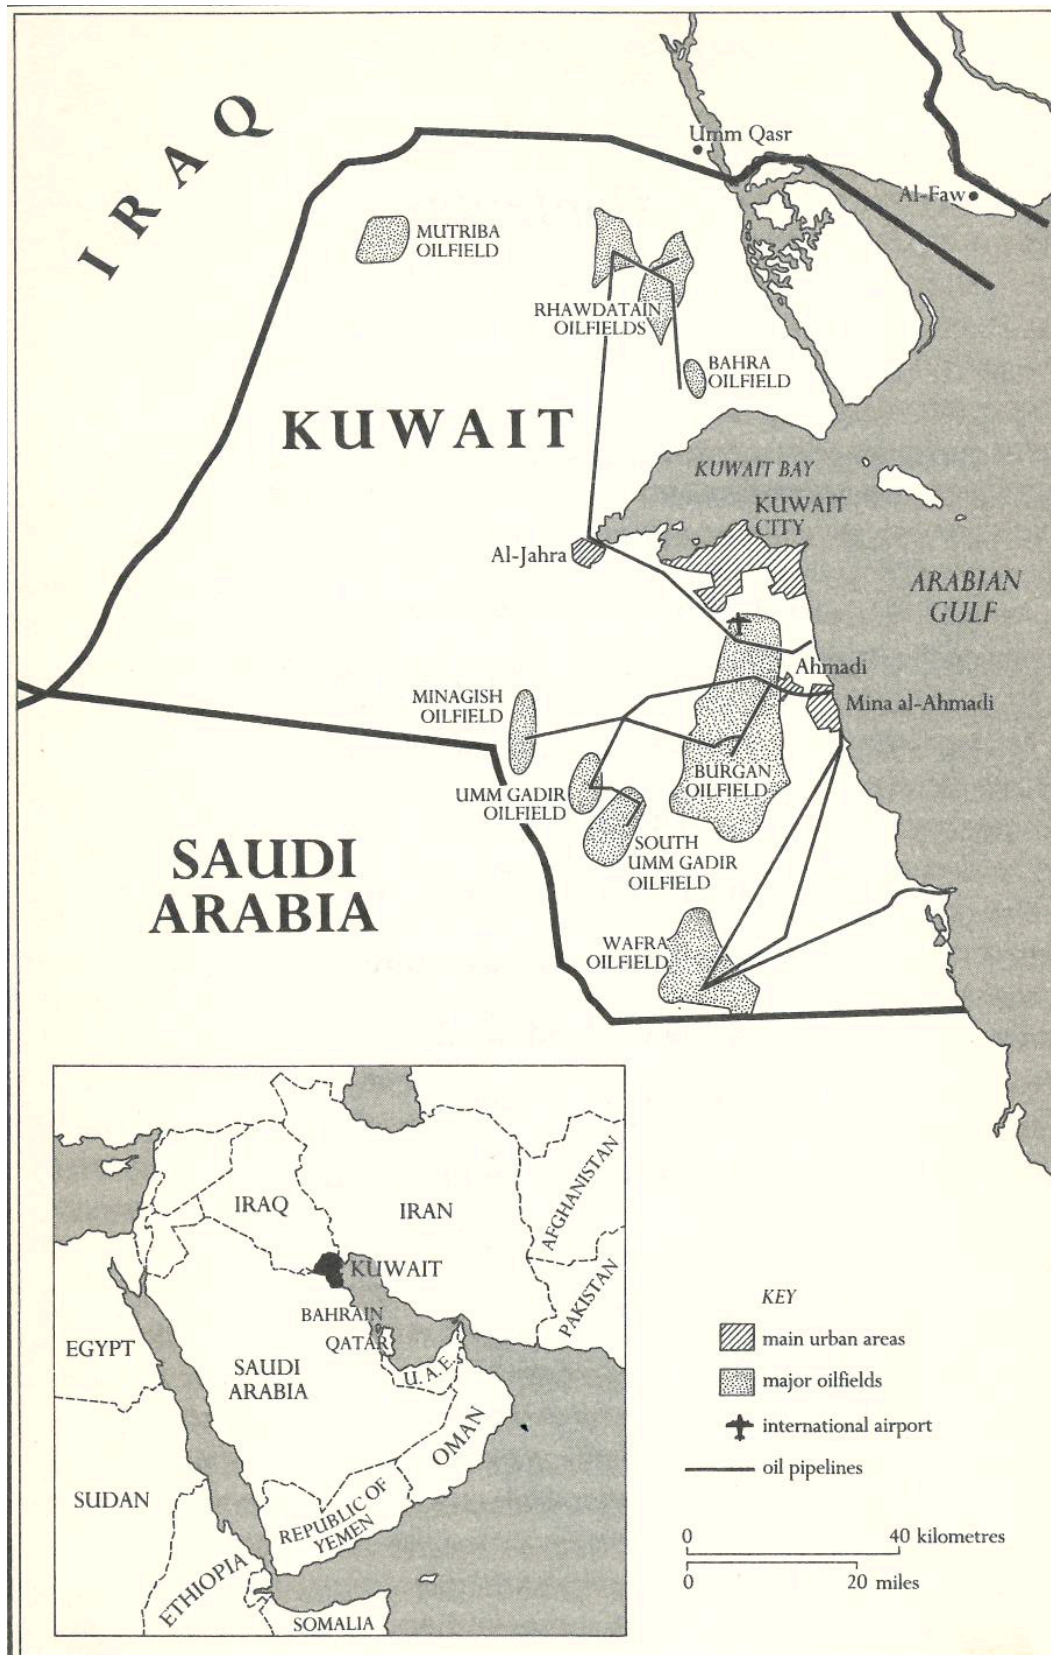 IRAQ
Umm Qasr
Al-Faw
MUTRIBA
OILFIELD
RHAWDATAIN
OILFIELDS
BAHRA
OILFIELD
KUWAIT
KUWAIT BAY
KUWAIT
CITY
Al-Jahra
ARABIAN
GULF
Ahmadi
MINAGISH
OILFIELD
Mina al-Ahmadi
BURGAN
OILFIELD
UMM GADIR
OILFIELD
SOUTH
UMM GADIR
OILFIELD
SAUDI
ARABIA
WAFRA
OILFIELD
IRAQ
IRAN
AFGHANISTAN
KUWAIT
PAKISTAN
BAHRAIN
QATAR
EGYPT
U.A.E.
SAUDI
ARABIA
OMAN
SUDAN
REPUBLIC OF
YEMEN
ETHIOPIA
SOMALIA
KEY
main urban areas
major oilfields
international airport
oil pipelines
0 40 kilometres
0 20 miles